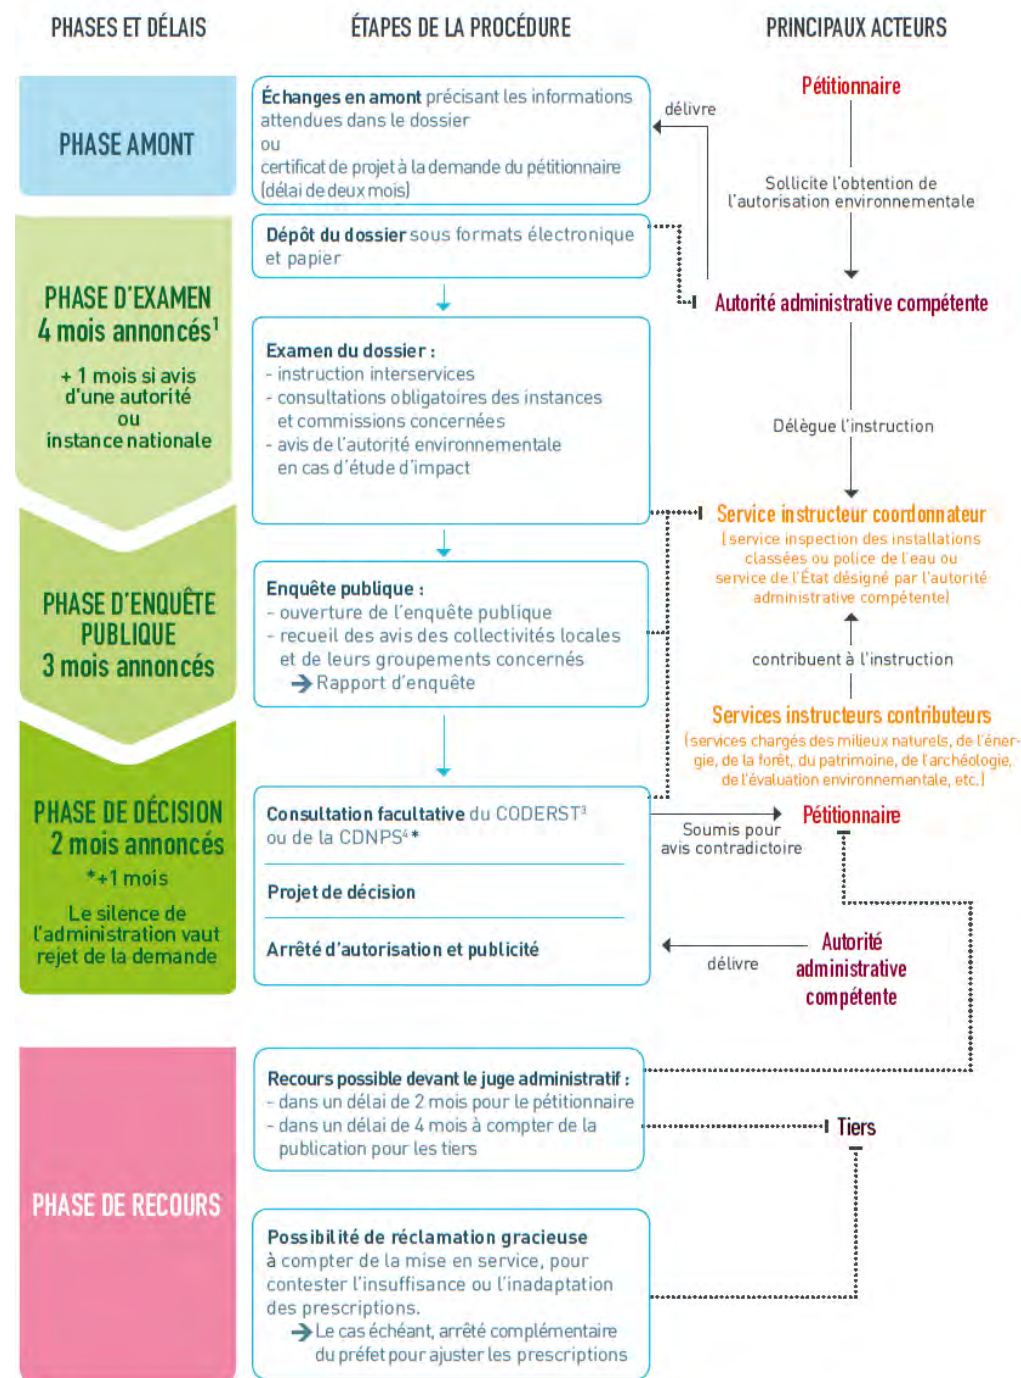 PHASES ET DÉLAIS
ÉTAPES DE LA PROCÉDURE
PRINCIPAUX ACTEURS
PHASE AMONT
Échanges en amont précisant les informations
attendues dans le dossier
ou
certificat de projet à la demande du pétitionnaire
(délai de deux mois)
délivre
Pétitionnaire
Sollicite l'obtention de
l'autorisation environnementale
Dépôt du dossier sous formats électronique
et papier
Autorité administrative compétente
PHASE D'EXAMEN
4 mois annoncés¹
+ 1 mois si avis
d'une autorité
ou
instance nationale
Examen du dossier :
- instruction interservices
- consultations obligatoires des instances
et commissions concernées
- avis de l'autorité environnementale
en cas d'étude d'impact
Délègue l'instruction
Service instructeur coordonnateur
(service inspection des installations
classées ou police de l'eau ou
service de l'État désigné par l'autorité
administrative compétente)
PHASE D'ENQUÊTE
PUBLIQUE
3 mois annoncés
Enquête publique :
- ouverture de l'enquête publique
- recueil des avis des collectivités locales
et de leurs groupements concernés
➔ Rapport d'enquête
contribuent à l'instruction
Services instructeurs contributeurs
(services chargés des milieux naturels, de l'éner-
gie, de la forêt, du patrimoine, de l'archéologie,
de l'évaluation environnementale, etc.)
PHASE DE DÉCISION
2 mois annoncés
*+1 mois
Le silence de
l'administration vaut
rejet de la demande
Consultation facultative du CODERST³
ou de la CDNPS⁴*
Projet de décision
Arrêté d'autorisation et publicité
Soumis pour
avis contradictoire
Pétitionnaire
délivre
Autorité
administrative
compétente
PHASE DE RECOURS
Recours possible devant le juge administratif :
- dans un délai de 2 mois pour le pétitionnaire
- dans un délai de 4 mois à compter de la
publication pour les tiers
Tiers
Possibilité de réclamation gracieuse
à compter de la mise en service, pour
contester l'insuffisance ou l'inadaptation
des prescriptions.
➔ Le cas échéant, arrêté complémentaire
du préfet pour ajuster les prescriptions